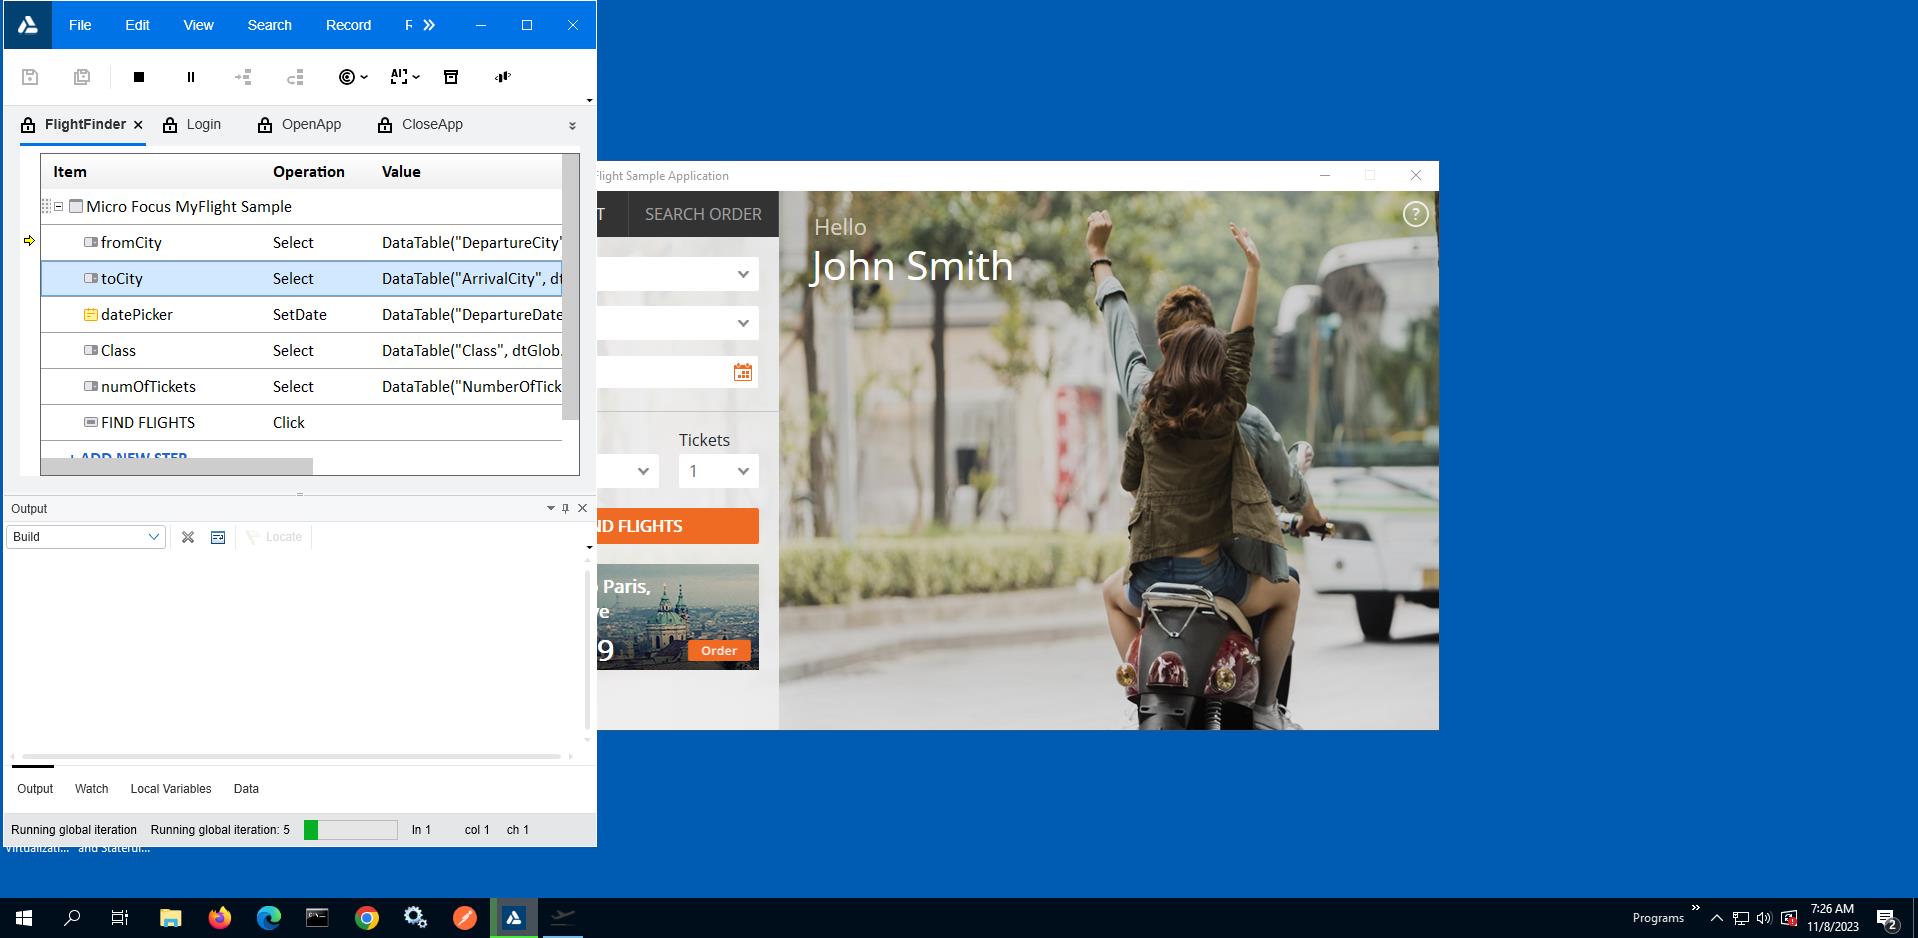 File Edit View Search Record
FlightFinder Login OpenApp CloseApp
Item Operation Value
Micro Focus MyFlight Sample
fromCity Select DataTable("DepartureCity"
toCity Select DataTable("ArrivalCity", dt
datePicker SetDate DataTable("DepartureDate
Class Select DataTable("Class", dtGlob.
numOfTickets Select DataTable("NumberOfTick
FIND FLIGHTS Click
+ ADD NEW STEP
Output
Build Locate
Output Watch Local Variables Data
Running global iteration Running global iteration: 5 ln 1 col 1 ch 1
Virtualizati... and Statefu...
Flight Sample Application
T SEARCH ORDER
Hello
John Smith
Tickets
1
ND FLIGHTS
Paris,
ve
9
Order
Programs
7:26 AM
11/8/2023
2